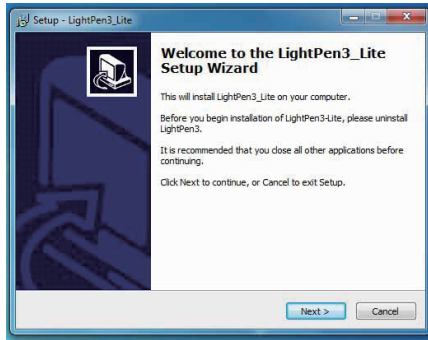 Setup - LightPen3_Lite
Welcome to the LightPen3_Lite
Setup Wizard
This will install LightPen3_Lite on your computer.
Before you begin installation of LightPen3-Lite, please uninstall
LightPen3.
It is recommended that you close all other applications before
continuing.
Click Next to continue, or Cancel to exit Setup.
Next >
Cancel